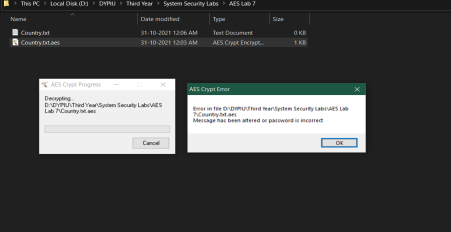 This PC > Local Disk (D:) > DYPIU > Third Year > System Security Labs > AES Lab 7
Name Date modified Type Size
Country.txt 31-10-2021 12:06 AM Text Document 0 KB
Country.txt.aes 31-10-2021 12:03 AM AES Crypt Encrypt... 1 KB
AES Crypt Progress
Decrypting...
D:\DYPIU\Third Year\System Security Labs\AES
Lab 7\Country.txt.aes
Cancel
AES Crypt Error
Error in file D:\DYPIU\Third Year\System Security Labs\AES Lab
7\Country.txt.aes
Message has been altered or password is incorrect
OK